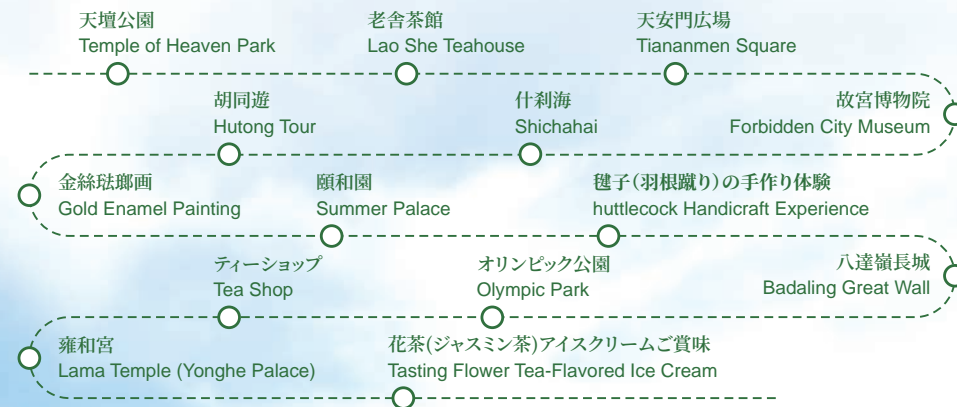 天壇公園
Temple of Heaven Park
老舎茶館
Lao She Teahouse
天安門広場
Tiananmen Square
故宮博物院
Forbidden City Museum
什刹海
Shichahai
胡同遊
Hutong Tour
金絲琺瑯画
Gold Enamel Painting
頤和園
Summer Palace
毽子（羽根蹴り）の手作り体験
huttlecock Handicraft Experience
八達嶺長城
Badaling Great Wall
オリンピック公園
Olympic Park
ティーショップ
Tea Shop
雍和宮
Lama Temple (Yonghe Palace)
花茶(ジャスミン茶)アイスクリームご賞味
Tasting Flower Tea-Flavored Ice Cream